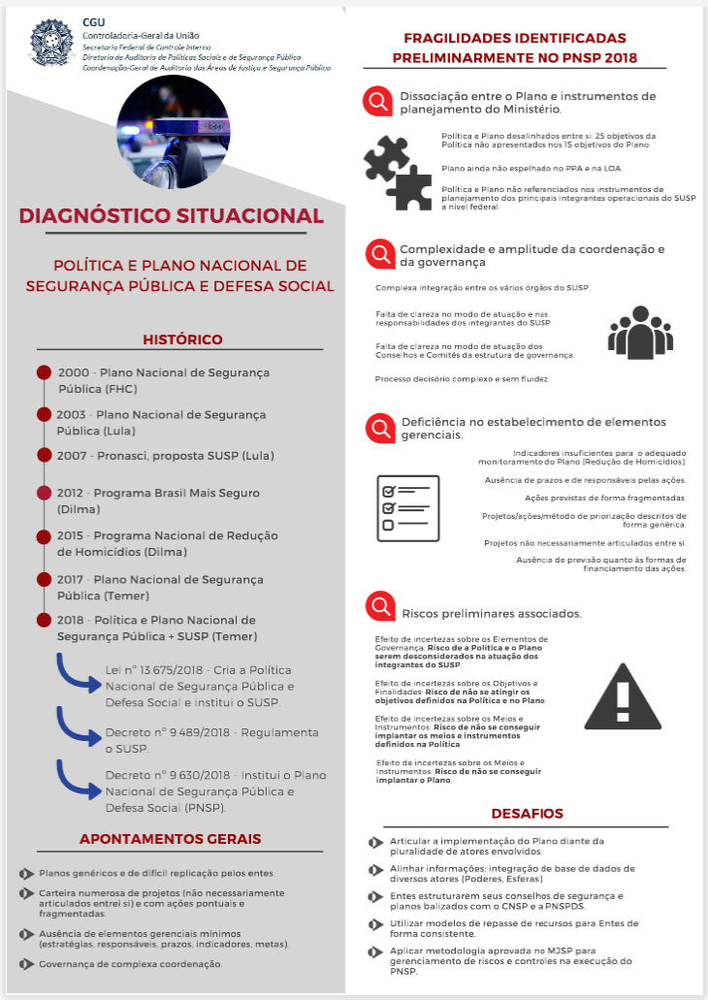 CGU
Controladoria-Geral da União
Secretaria Federal de Controle Interno
Diretoria de Auditoria de Políticas Sociais e de Segurança Pública
Coordenação-Geral de Auditoria das Áreas de Justiça e Segurança Pública
DIAGNÓSTICO SITUACIONAL
POLÍTICA E PLANO NACIONAL DE
SEGURANÇA PÚBLICA E DEFESA SOCIAL
HISTÓRICO
2000 - Plano Nacional de Segurança
Pública (FHC)
2003 - Plano Nacional de Segurança
Pública (Lula)
2007 - Pronasci, proposta SUSP (Lula)
2012 - Programa Brasil Mais Seguro
(Dilma)
2015 - Programa Nacional de Redução
de Homicídios (Dilma)
2017 - Plano Nacional de Segurança
Pública (Temer)
2018 - Política e Plano Nacional de
Segurança Pública + SUSP (Temer)
Lei nº 13.675/2018 - Cria a Política
Nacional de Segurança Pública e
Defesa Social e institui o SUSP.
Decreto nº 9.489/2018 - Regulamenta
o SUSP.
Decreto nº 9.630/2018 - Institui o Plano
Nacional de Segurança Pública e
Defesa Social (PNSP).
APONTAMENTOS GERAIS
Planos genéricos e de difícil replicação pelos entes.
Carteira numerosa de projetos (não necessariamente
articulados entrei si) e com ações pontuais e
fragmentadas.
Ausência de elementos gerenciais mínimos
(estratégias, responsáveis, prazos, indicadores, metas).
Governança de complexa coordenação.
FRAGILIDADES IDENTIFICADAS
PRELIMINARMENTE NO PNSP 2018
Dissociação entre o Plano e instrumentos de
planejamento do Ministério.
Política e Plano desalinhados entre si: 25 objetivos da
Política não apresentados nos 15 objetivos do Plano.
Plano ainda não espelhado no PPA e na LOA.
Política e Plano não referenciados nos instrumentos de
planejamento dos principais integrantes operacionais do SUSP
a nível federal.
Complexidade e amplitude da coordenação e
da governança
Complexa integração entre os vários órgãos do SUSP.
Falta de clareza no modo de atuação e nas
responsabilidades dos integrantes do SUSP.
Falta de clareza no modo de atuação dos
Conselhos e Comitês da estrutura de governança.
Processo decisório complexo e sem fluidez.
Deficiência no estabelecimento de elementos
gerenciais.
Indicadores insuficientes para o adequado
monitoramento do Plano (Redução de Homicídios).
Ausência de prazos e de responsáveis pelas ações.
Ações previstas de forma fragmentadas.
Projetos/ações/método de priorização descritos de
forma genérica.
Projetos não necessariamente articulados entre si.
Ausência de previsão quanto às formas de
financiamento das ações.
Riscos preliminares associados.
Efeito de incertezas sobre os Elementos de
Governança: Risco de a Política e o Plano
serem desconsderados na atuação dos
integrantes do SUSP.
Efeito de incertezas sobre os Objetivos e
Finalidades: Risco de não se atingir os
objetivos definidos na Política e no Plano.
Efeito de incertezas sobre os Meios e
Instrumentos: Risco de não se conseguir
implantar os meios e instrumentos
definidos na Política.
Efeito de incertezas sobre os Meios e
Instrumentos: Risco de não se conseguir
implantar o Plano.
DESAFIOS
Articular a implementação do Plano diante da
pluralidade de atores envolvidos.
Alinhar informações: integração de base de dados de
diversos atores (Poderes, Esferas)
Entes estruturarem seus conselhos de segurança e
planos balizados com o CNSP e a PNSPDS.
Utilizar modelos de repasse de recursos para Entes de
forma consistente.
Aplicar metodologia aprovada no MJSP para
gerenciamento de riscos e controles na execução do
PNSP.